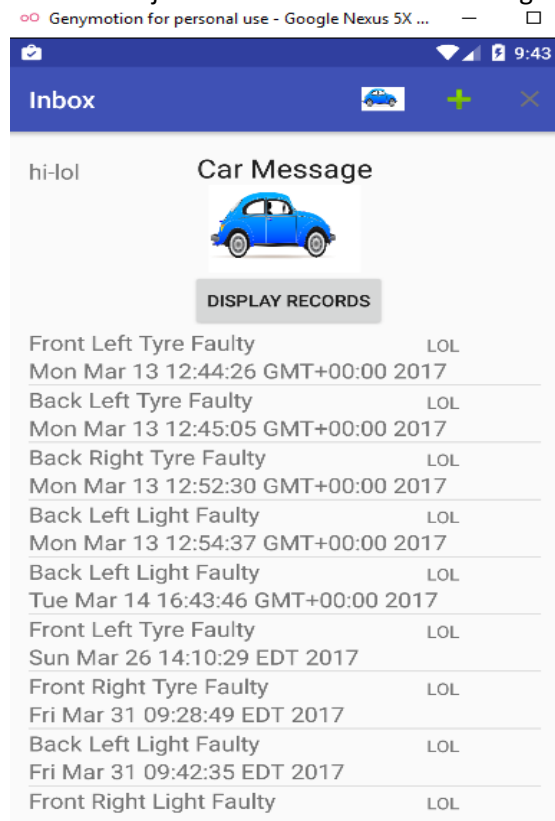 Genymotion for personal use - Google Nexus 5X ...
9:43
Inbox
hi-lol
Car Message
DISPLAY RECORDS
Front Left Tyre Faulty LOL
Mon Mar 13 12:44:26 GMT+00:00 2017
Back Left Tyre Faulty LOL
Mon Mar 13 12:45:05 GMT+00:00 2017
Back Right Tyre Faulty LOL
Mon Mar 13 12:52:30 GMT+00:00 2017
Back Left Light Faulty LOL
Mon Mar 13 12:54:37 GMT+00:00 2017
Back Left Light Faulty LOL
Tue Mar 14 16:43:46 GMT+00:00 2017
Front Left Tyre Faulty LOL
Sun Mar 26 14:10:29 EDT 2017
Front Right Tyre Faulty LOL
Fri Mar 31 09:28:49 EDT 2017
Back Left Light Faulty LOL
Fri Mar 31 09:42:35 EDT 2017
Front Right Light Faulty LOL